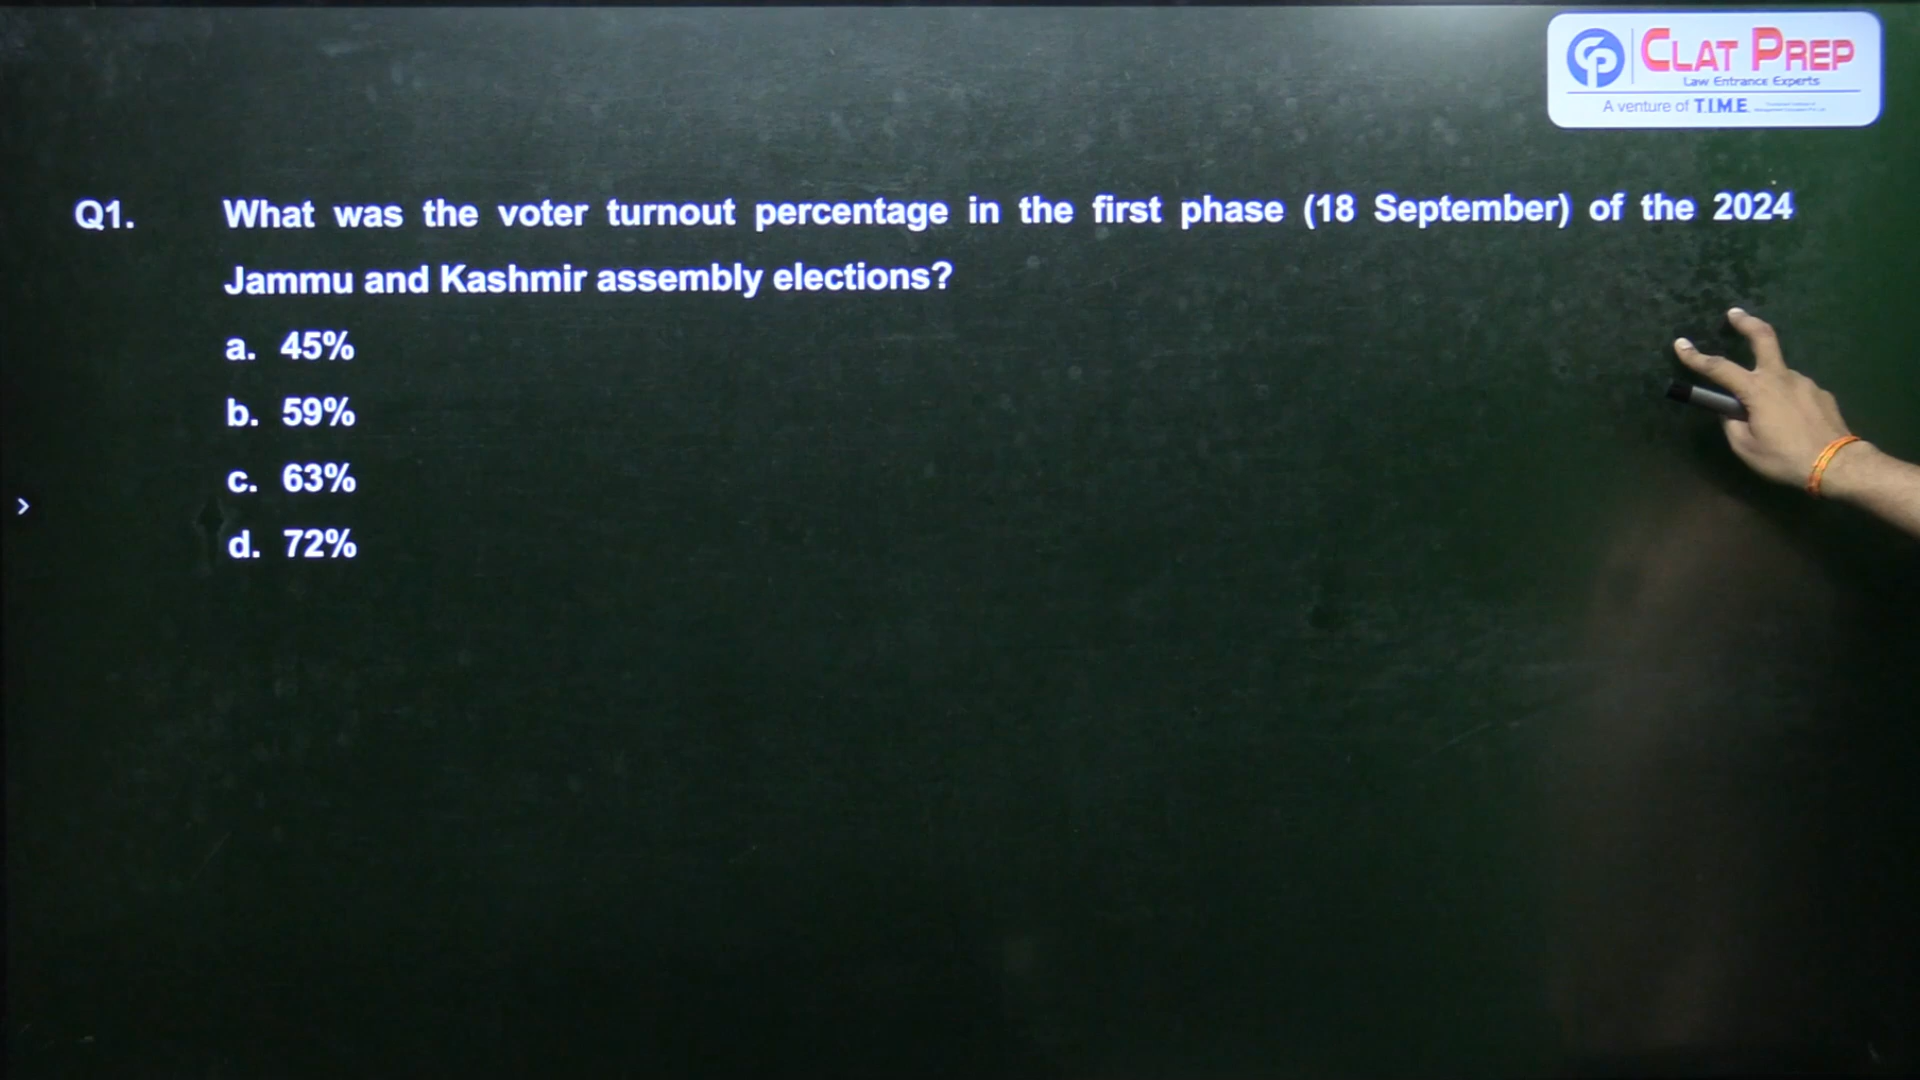 CLAT PREP
Law Entrance Experts
A venture of T.I.M.E.
Q1. What was the voter turnout percentage in the first phase (18 September) of the 2024
Jammu and Kashmir assembly elections?
a. 45%
b. 59%
c. 63%
d. 72%